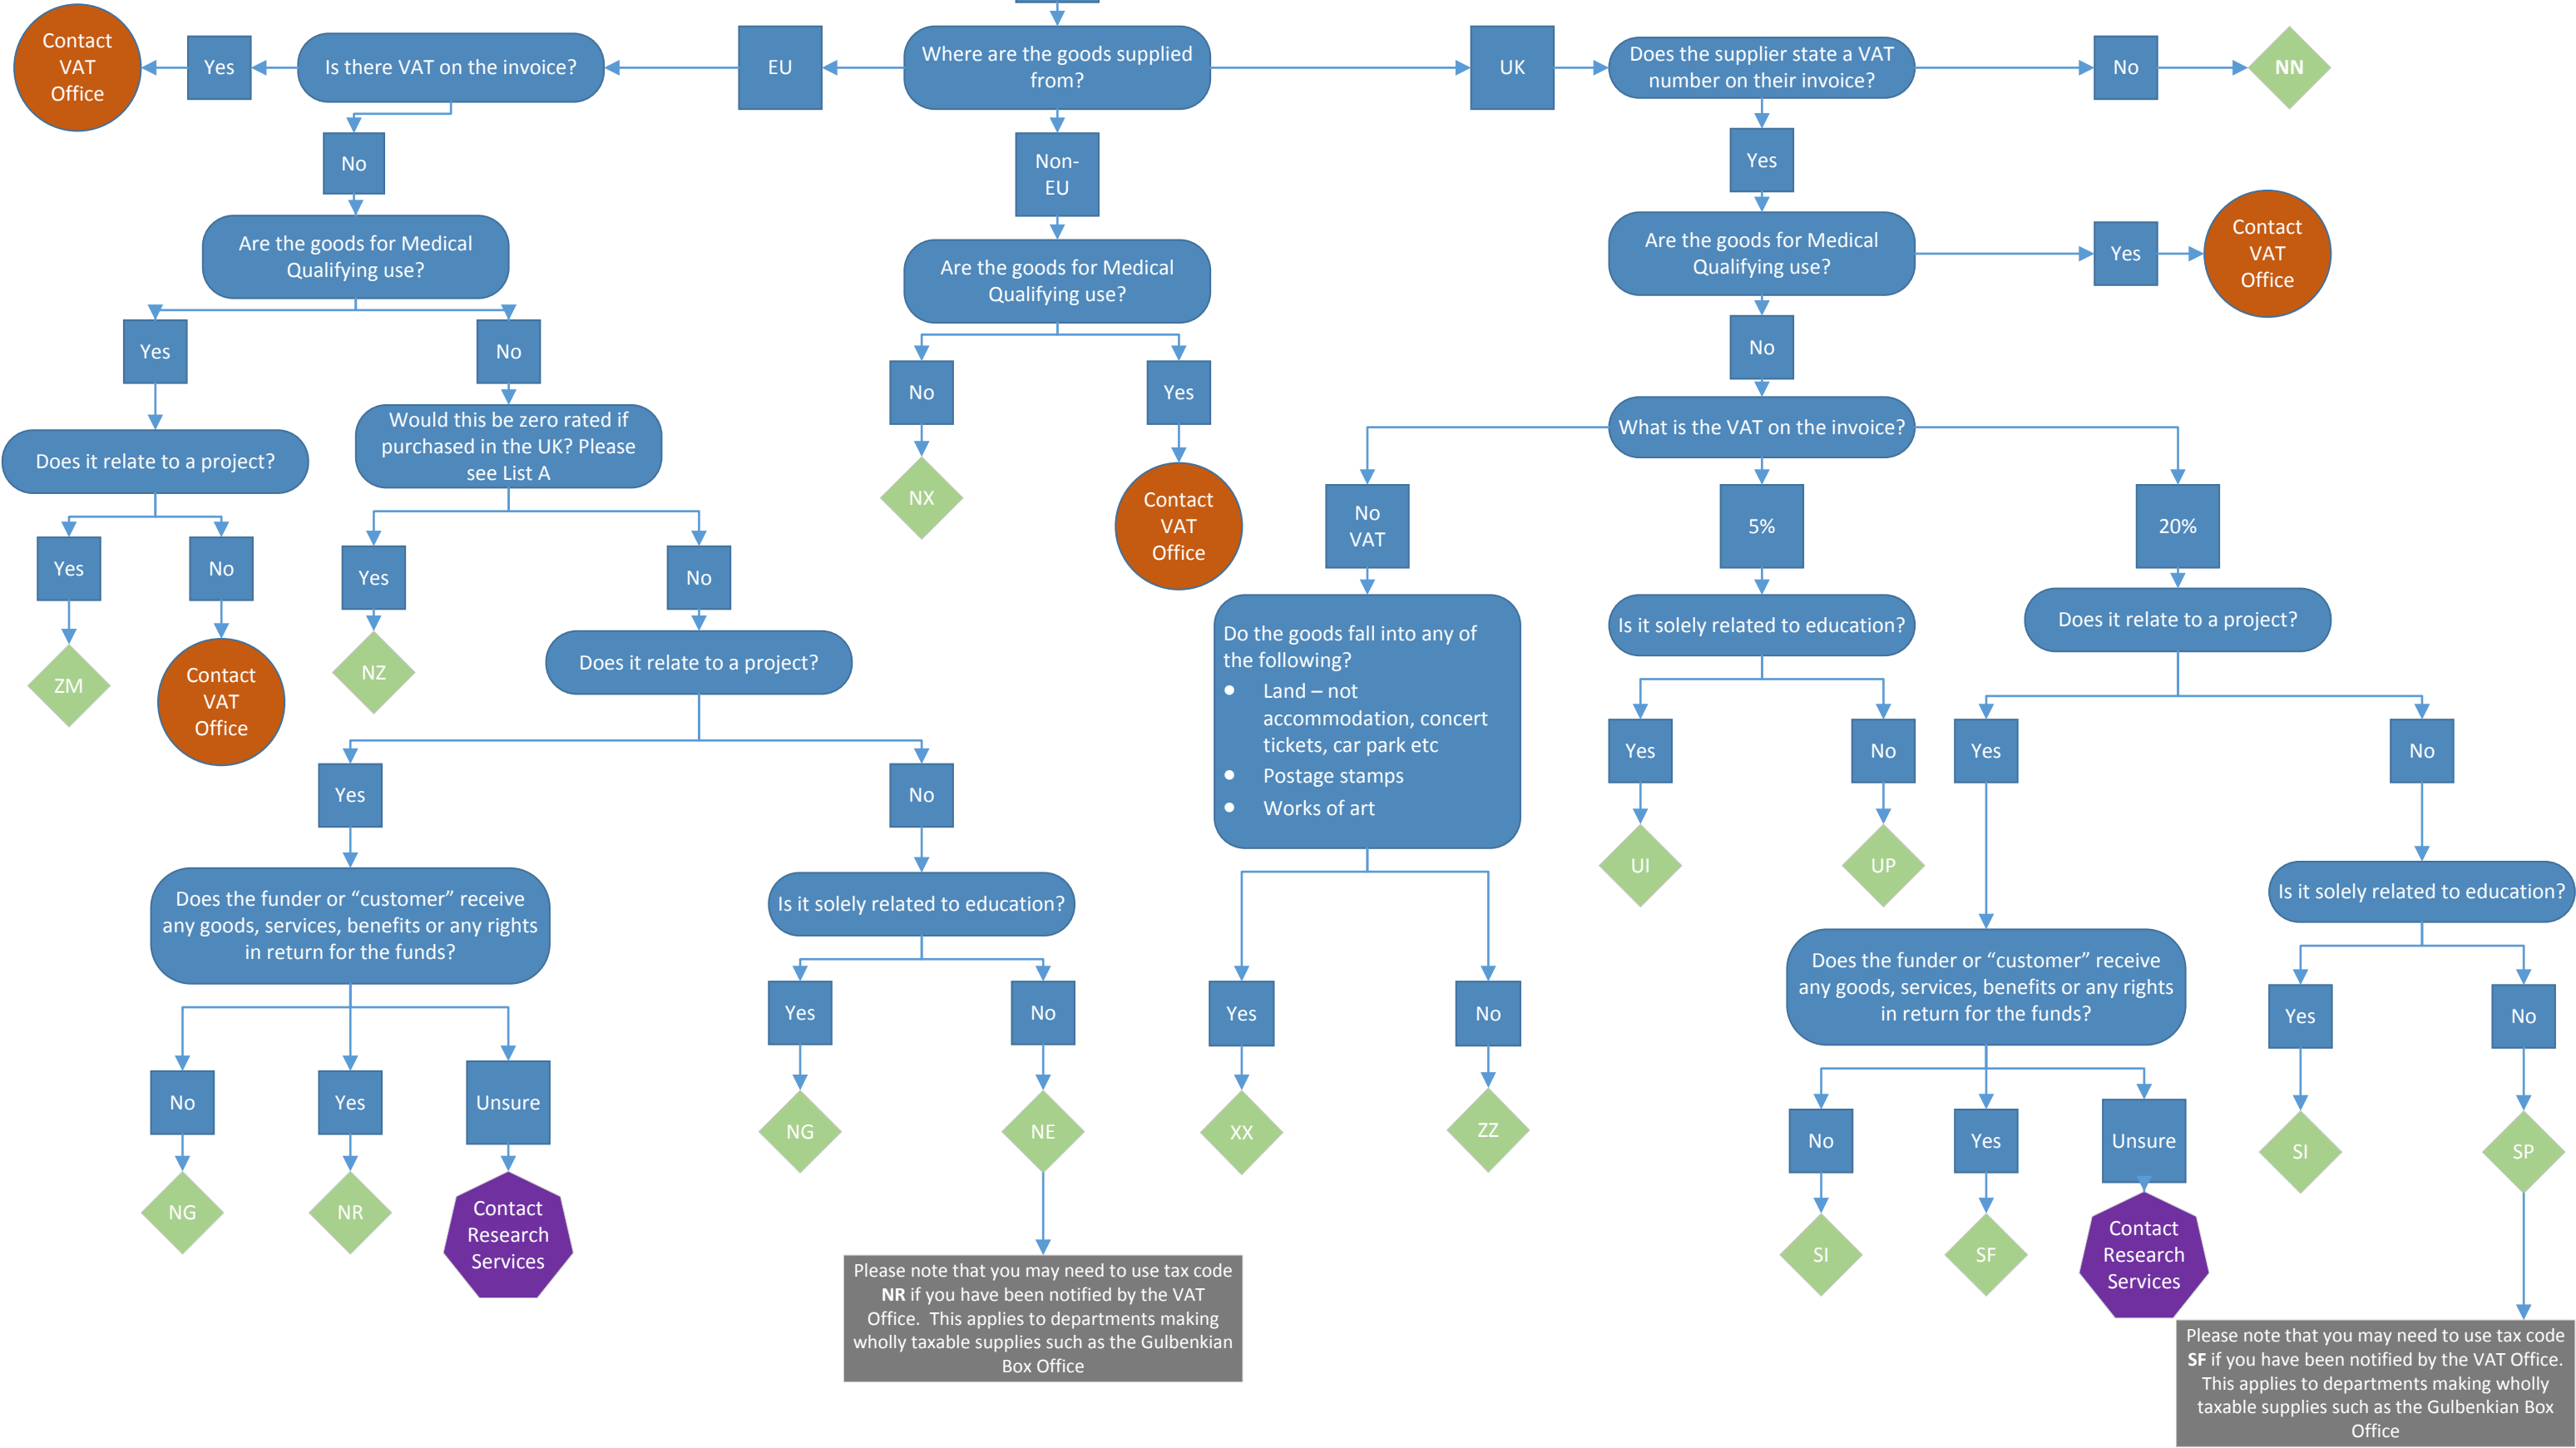 Contact
VAT
Office
Yes
Is there VAT on the invoice?
EU
Where are the goods supplied
from?
UK
Does the supplier state a VAT
number on their invoice?
No
NN
No
Non-
EU
Yes
Are the goods for Medical
Qualifying use?
Are the goods for Medical
Qualifying use?
Are the goods for Medical
Qualifying use?
Yes
Contact
VAT
Office
Yes
No
No
Yes
No
Does it relate to a project?
Would this be zero rated if
purchased in the UK? Please
see List A
NX
Contact
VAT
Office
What is the VAT on the invoice?
No
VAT
5%
20%
Yes
No
Yes
No
ZM
Contact
VAT
Office
NZ
Does it relate to a project?
Do the goods fall into any of
the following?
• Land – not
accommodation, concert
tickets, car park etc
• Postage stamps
• Works of art
Is it solely related to education?
Does it relate to a project?
Yes
No
Yes
No
Yes
No
UI
UP
Does the funder or “customer” receive
any goods, services, benefits or any rights
in return for the funds?
Is it solely related to education?
Is it solely related to education?
Does the funder or “customer” receive
any goods, services, benefits or any rights
in return for the funds?
Yes
No
Yes
No
Yes
No
No
Yes
Unsure
NG
NE
XX
ZZ
No
Yes
Unsure
SI
SP
NG
NR
Contact
Research
Services
SI
SF
Contact
Research
Services
Please note that you may need to use tax code
NR if you have been notified by the VAT
Office. This applies to departments making
wholly taxable supplies such as the Gulbenkian
Box Office
Please note that you may need to use tax code
SF if you have been notified by the VAT Office.
This applies to departments making wholly
taxable supplies such as the Gulbenkian Box
Office